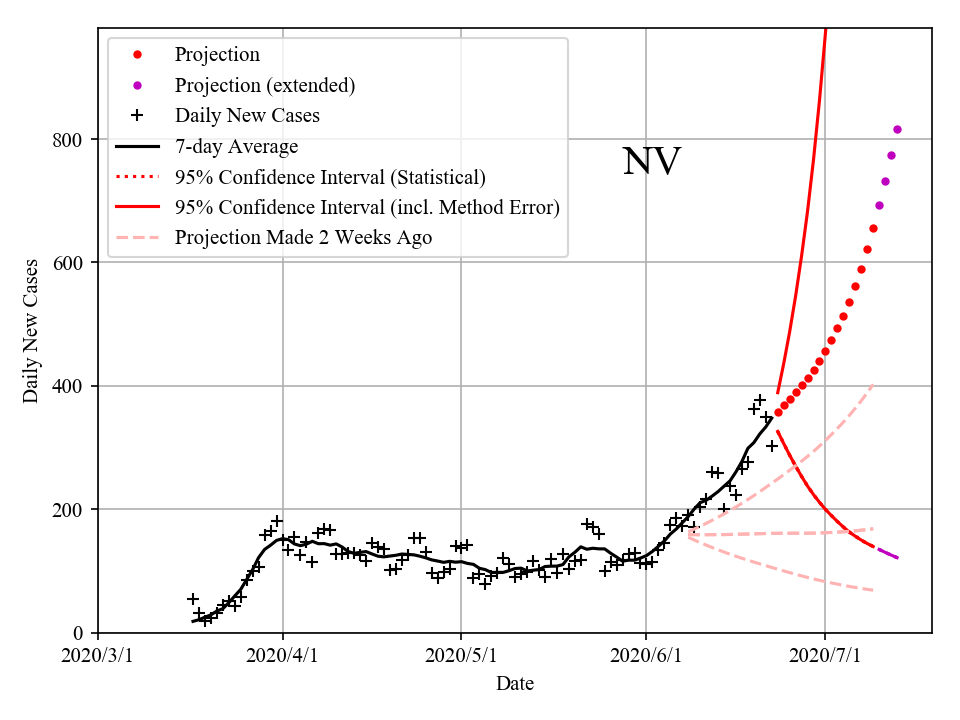 Projection
Projection (extended)
Daily New Cases
7-day Average
95% Confidence Interval (Statistical)
95% Confidence Interval (incl. Method Error)
Projection Made 2 Weeks Ago
NV
800
600
400
200
0
Daily New Cases
2020/3/1 2020/4/1 2020/5/1 2020/6/1 2020/7/1
Date